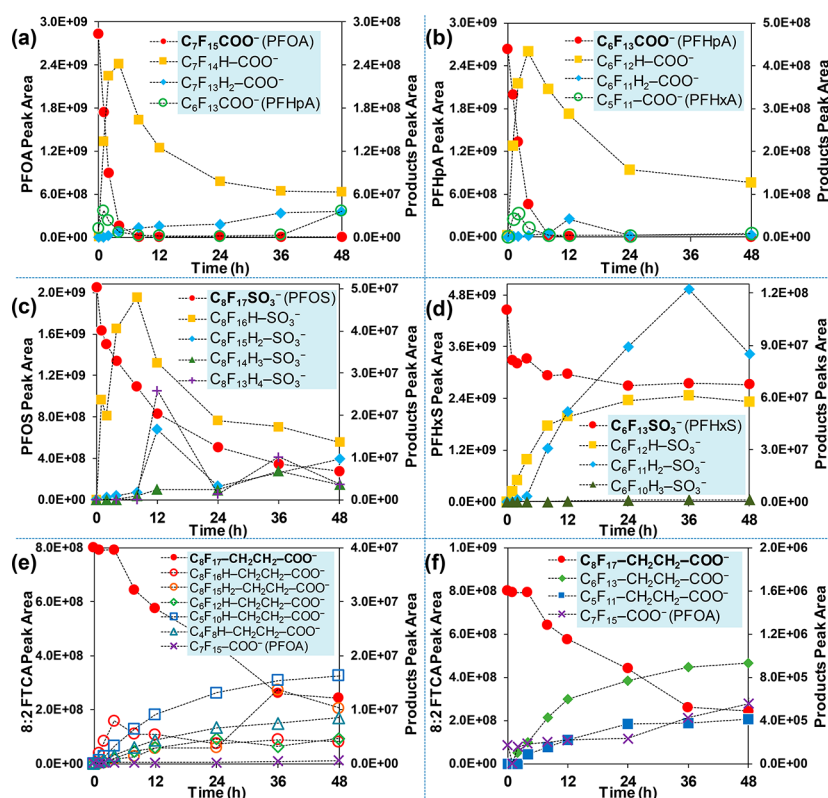 (a)
C₇F₁₅COO⁻ (PFOA)
C₇F₁₄H–COO⁻
C₇F₁₃H₂–COO⁻
C₆F₁₃COO⁻ (PFHpA)
3.0E+09
2.4E+09
1.8E+09
1.2E+09
6.0E+08
0.0E+00
PFOA Peak Area
3.0E+08
2.4E+08
1.8E+08
1.2E+08
6.0E+07
0.0E+00
Products Peak Area
0 12 24 36 48
Time (h)
(b)
C₆F₁₃COO⁻ (PFHpA)
C₆F₁₂H–COO⁻
C₆F₁₁H₂–COO⁻
C₅F₁₁–COO⁻ (PFHxA)
3.0E+09
2.4E+09
1.8E+09
1.2E+09
6.0E+08
0.0E+00
PFHpA Peak Area
5.0E+08
4.0E+08
3.0E+08
2.0E+08
1.0E+08
0.0E+00
Products Peak Area
0 12 24 36 48
Time (h)
(c)
C₈F₁₇SO₃⁻ (PFOS)
C₈F₁₆H–SO₃⁻
C₈F₁₅H₂–SO₃⁻
C₈F₁₄H₃–SO₃⁻
C₈F₁₃H₄–SO₃⁻
2.0E+09
1.6E+09
1.2E+09
8.0E+08
4.0E+08
0.0E+00
PFOS Peak Area
5.0E+07
4.0E+07
3.0E+07
2.0E+07
1.0E+07
0.0E+00
Products Peak Area
0 12 24 36 48
Time (h)
(d)
C₆F₁₃SO₃⁻ (PFHxS)
C₆F₁₂H–SO₃⁻
C₆F₁₁H₂–SO₃⁻
C₆F₁₀H₃–SO₃⁻
4.8E+09
3.6E+09
2.4E+09
1.2E+09
0.0E+00
PFHxS Peak Area
1.2E+08
9.0E+07
6.0E+07
3.0E+07
0.0E+00
Products Peaks Area
0 12 24 36 48
Time (h)
(e)
C₈F₁₇–CH₂CH₂–COO⁻
C₈F₁₆H–CH₂CH₂–COO⁻
C₈F₁₅H₂–CH₂CH₂–COO⁻
C₆F₁₂H–CH₂CH₂–COO⁻
C₅F₁₀H–CH₂CH₂–COO⁻
C₄F₈H–CH₂CH₂–COO⁻
C₇F₁₅–COO⁻ (PFOA)
8.0E+08
6.0E+08
4.0E+08
2.0E+08
0.0E+00
8:2 FTCA Peak Area
4.0E+07
3.0E+07
2.0E+07
1.0E+07
0.0E+00
Products Peak Area
0 12 24 36 48
Time (h)
(f)
C₈F₁₇–CH₂CH₂–COO⁻
C₆F₁₃–CH₂CH₂–COO⁻
C₅F₁₁–CH₂CH₂–COO⁻
C₇F₁₅–COO⁻ (PFOA)
1.0E+09
8.0E+08
6.0E+08
4.0E+08
2.0E+08
0.0E+00
8:2 FTCA Peak Area
2.0E+06
1.6E+06
1.2E+06
8.0E+05
4.0E+05
0.0E+00
Products Peak Area
0 12 24 36 48
Time (h)